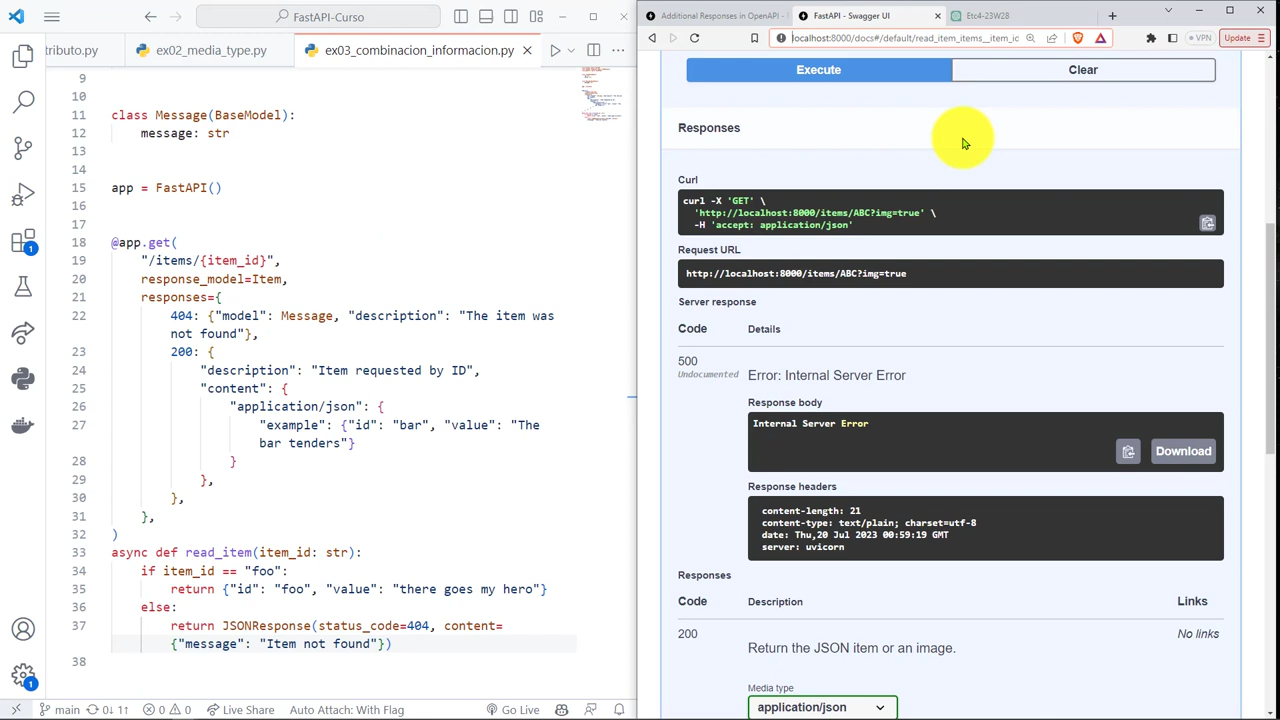 FastAPI-Curso
tributo.py
ex02_media_type.py
ex03_combinacion_informacion.py
9
10
11 class Message(BaseModel):
12 message: str
13
14
15 app = FastAPI()
16
17
18 @app.get(
19 "/items/{item_id}",
20 response_model=Item,
21 responses={
22 404: {"model": Message, "description": "The item was
not found"},
23 200: {
24 "description": "Item requested by ID",
25 "content": {
26 "application/json": {
27 "example": {"id": "bar", "value": "The
bar tenders"}
28 }
29 },
30 },
31 },
32 )
33 async def read_item(item_id: str):
34 if item_id == "foo":
35 return {"id": "foo", "value": "there goes my hero"}
36 else:
37 return JSONResponse(status_code=404, content=
{"message": "Item not found"})
38
1
1
main 0↓ 1↑ 0 0 Live Share Auto Attach: With Flag Go Live
Additional Responses in OpenAPI -
FastAPI - Swagger UI
Etc4-23W28
localhost:8000/docs#/default/read_item_items__item_ic
VPN
Update
Execute
Clear
Responses
Curl
curl -X 'GET' \
'http://localhost:8000/items/ABC?img=true' \
-H 'accept: application/json'
Request URL
http://localhost:8000/items/ABC?img=true
Server response
Code Details
500
Undocumented
Error: Internal Server Error
Response body
Internal Server Error
Download
Response headers
content-length: 21
content-type: text/plain; charset=utf-8
date: Thu,20 Jul 2023 00:59:19 GMT
server: uvicorn
Responses
Code Description Links
200
Return the JSON item or an image.
No links
Media type
application/json